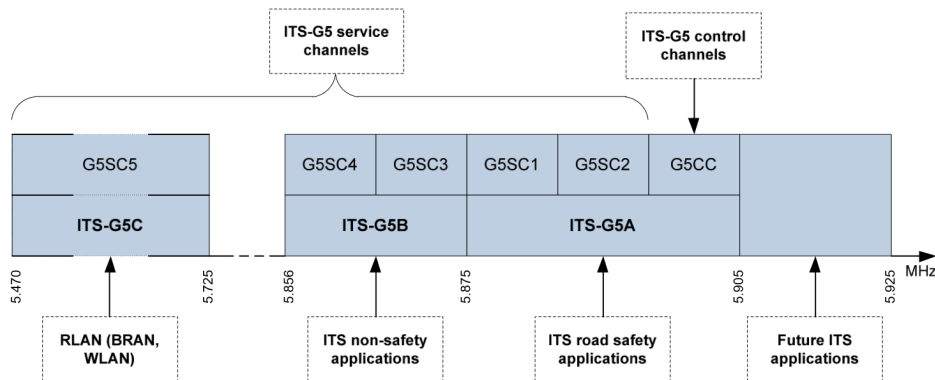 ITS-G5 service
channels
ITS-G5 control
channels
G5SC5
G5SC4
G5SC3
G5SC1
G5SC2
G5CC
ITS-G5C
ITS-G5B
ITS-G5A
5.470
5.725
5.856
5.875
5.905
5.925
MHz
RLAN (BRAN,
WLAN)
ITS non-safety
applications
ITS road safety
applications
Future ITS
applications